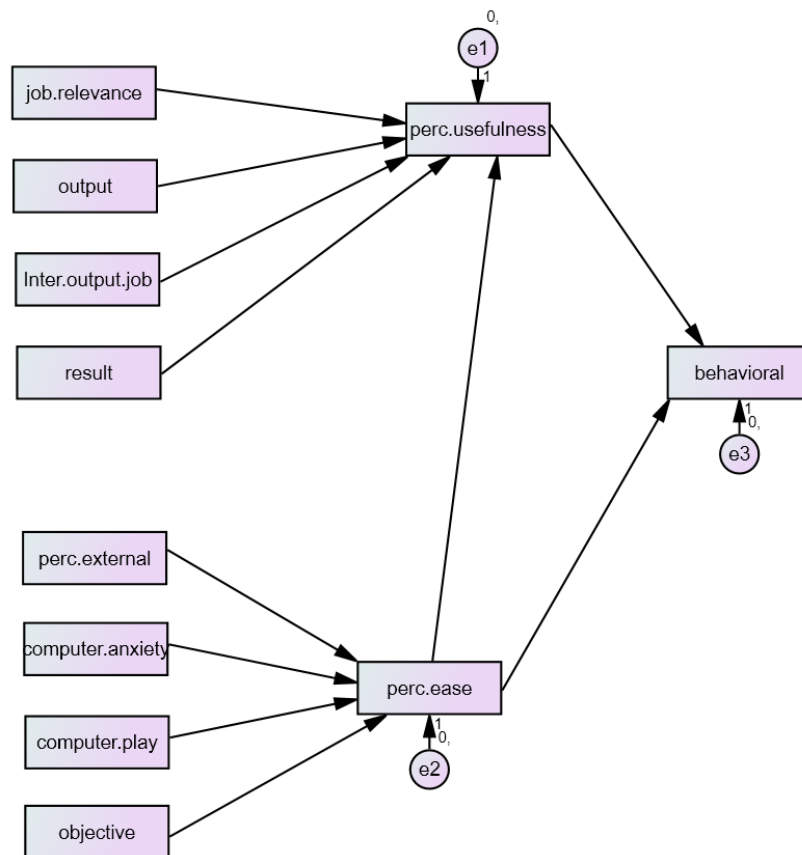 0,
e1
1
job.relevance
perc.usefulness
output
Inter.output.job
result
behavioral
1
0,
e3
perc.external
computer.anxiety
perc.ease
computer.play
1
0,
e2
objective